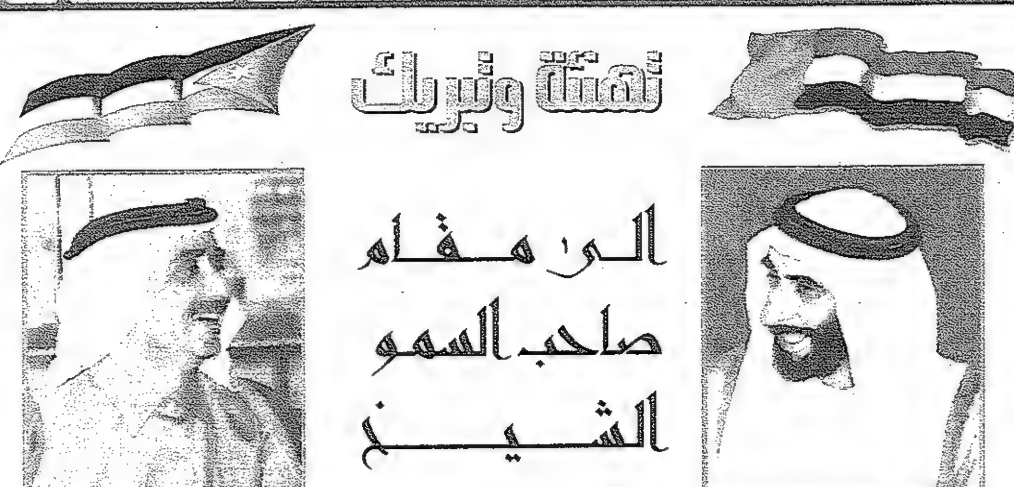 تهنئة وتبريك
الى مقام
صاحب السمو
الشيخ